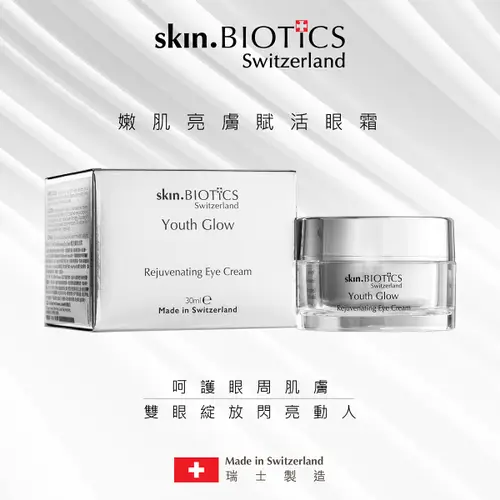 skin.BIOTICS
Switzerland
嫩肌亮膚賦活眼霜
skin.BIOTICS
Switzerland
Youth Glow
Rejuvenating Eye Cream
30ml ℮
Made in Switzerland
skin.BIOTICS
Switzerland
Youth Glow
Rejuvenating Eye Cream
呵護眼周肌膚
雙眼綻放閃亮動人
Made in Switzerland
瑞士製造